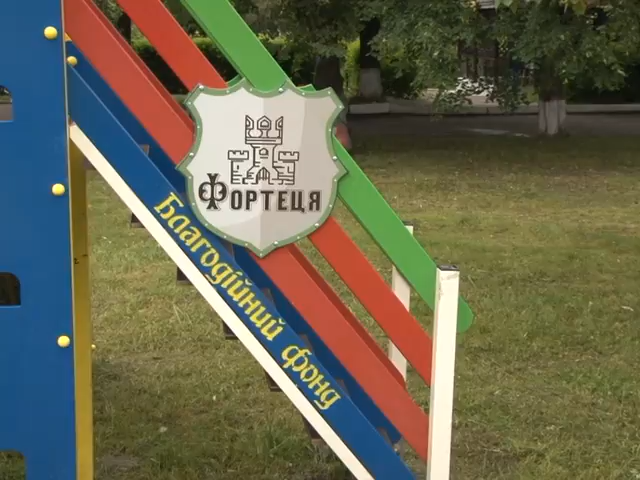 Фортеця
Благодійний фонд